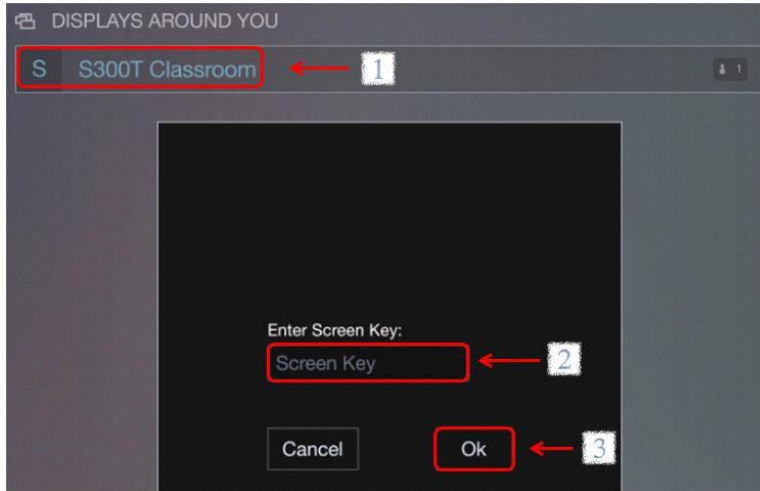 DISPLAYS AROUND YOU
S S300T Classroom 1 1
Enter Screen Key:
Screen Key 2
Cancel Ok 3